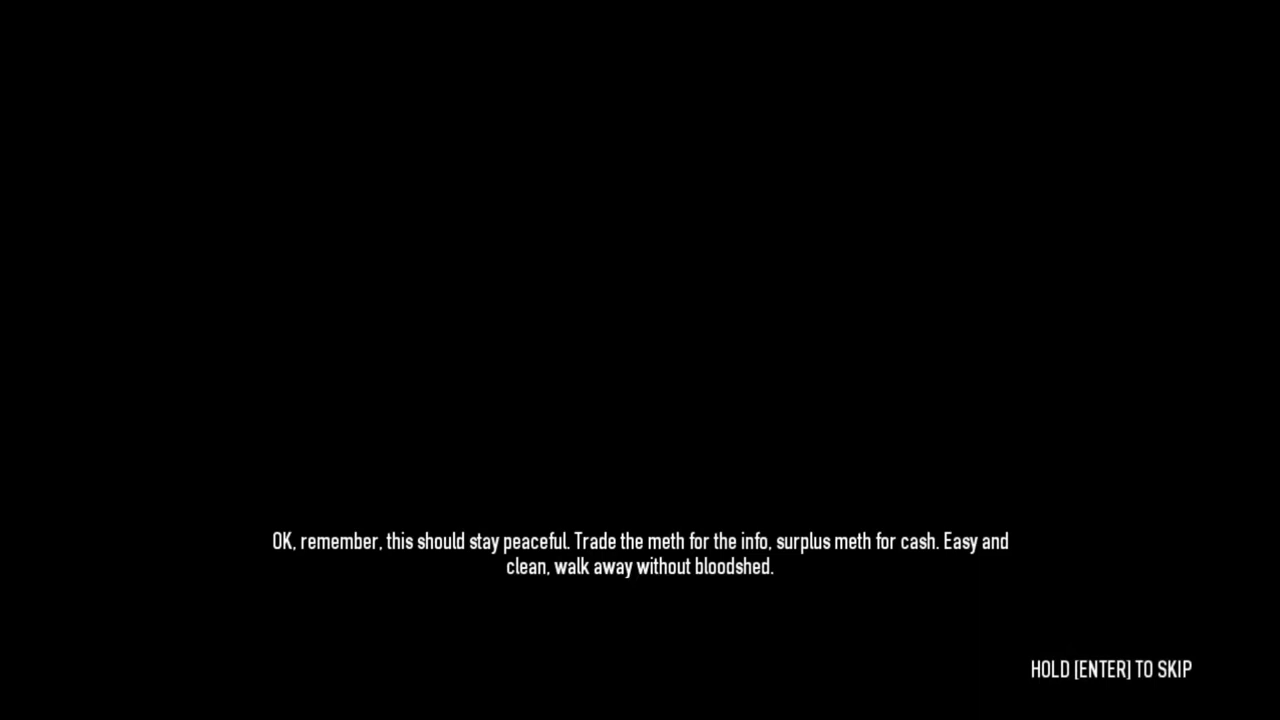 OK, remember, this should stay peaceful. Trade the meth for the info, surplus meth for cash. Easy and
clean, walk away without bloodshed.
HOLD [ENTER] TO SKIP